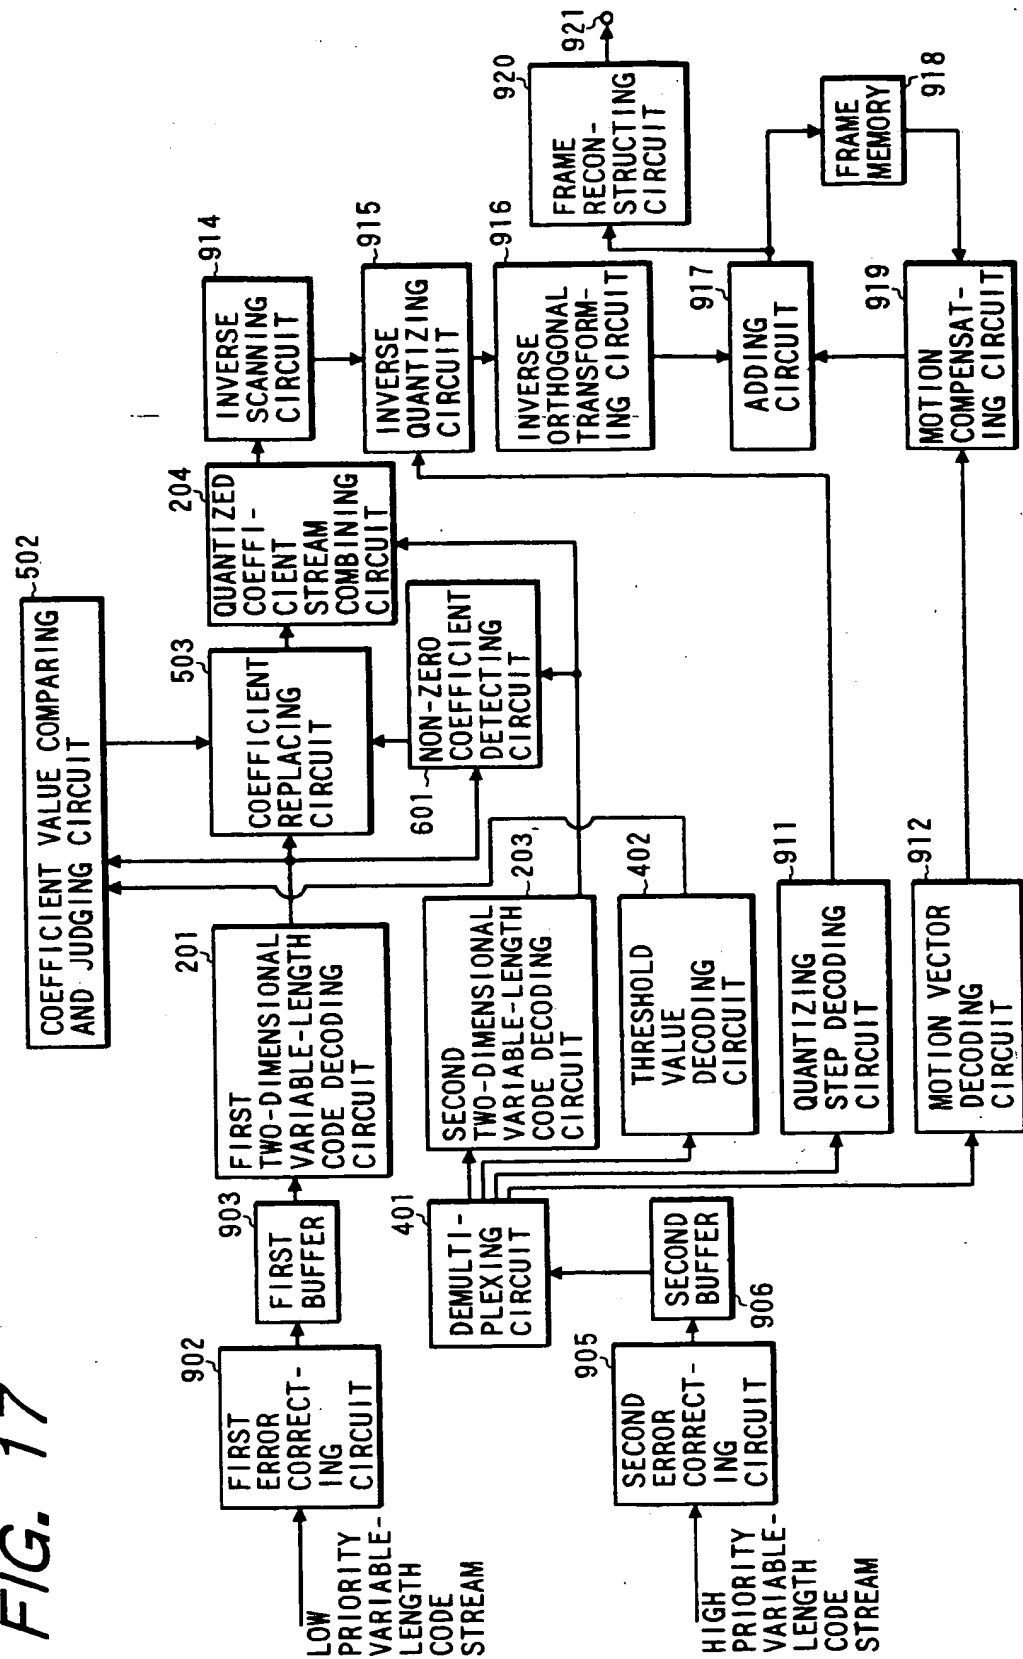 FIG. 17
COEFFICIENT VALUE COMPARING
AND JUDGING CIRCUIT
502
LOW
PRIORITY
VARIABLE-
LENGTH
CODE
STREAM
902
FIRST
ERROR
CORRECT-
ING
CIRCUIT
903
FIRST
BUFFER
201
FIRST
TWO-DIMENSIONAL
VARIABLE-LENGTH
CODE DECODING
CIRCUIT
503
COEFFICIENT
REPLACING
CIRCUIT
204
QUANTIZED
COEFFI-
CIENT
STREAM
COMBINING
CIRCUIT
914
INVERSE
SCANNING
CIRCUIT
915
INVERSE
QUANTIZING
CIRCUIT
601
NON-ZERO
COEFFICIENT
DETECTING
CIRCUIT
916
INVERSE
ORTHOGONAL
TRANSFORM-
ING CIRCUIT
920
FRAME
RECON-
STRUCTING
CIRCUIT
921
HIGH
PRIORITY
VARIABLE-
LENGTH
CODE
STREAM
905
SECOND
ERROR
CORRECT-
ING
CIRCUIT
SECOND
BUFFER
906
401
DEMULTI-
PLEXING
CIRCUIT
203
SECOND
TWO-DIMENSIONAL
VARIABLE-LENGTH
CODE DECODING
CIRCUIT
402
THRESHOLD
VALUE
DECODING
CIRCUIT
911
QUANTIZING
STEP DECODING
CIRCUIT
912
MOTION VECTOR
DECODING
CIRCUIT
917
ADDING
CIRCUIT
FRAME
MEMORY
918
919
MOTION
COMPENSAT-
ING CIRCUIT